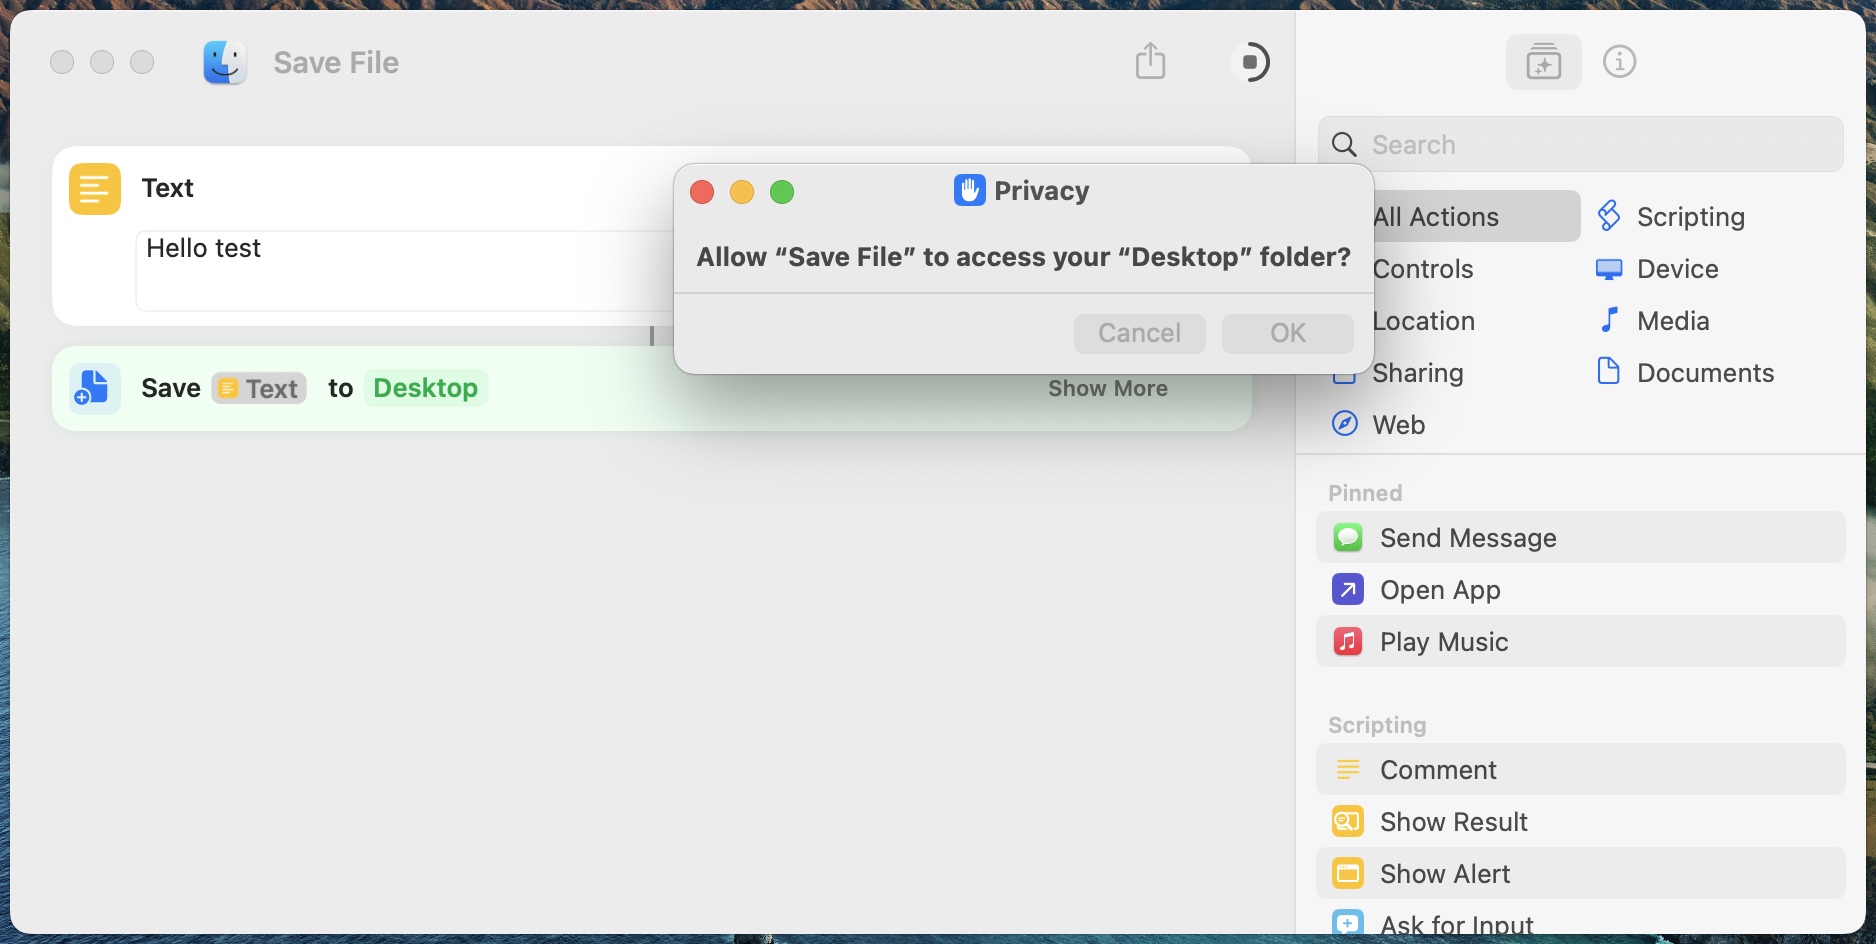 Save File
Text
Hello test
Save Text to Desktop
Show More
Privacy
Allow “Save File” to access your “Desktop” folder?
Cancel
OK
Search
All Actions
Scripting
Controls
Device
Location
Media
Sharing
Documents
Web
Pinned
Send Message
Open App
Play Music
Scripting
Comment
Show Result
Show Alert
Ask for Input